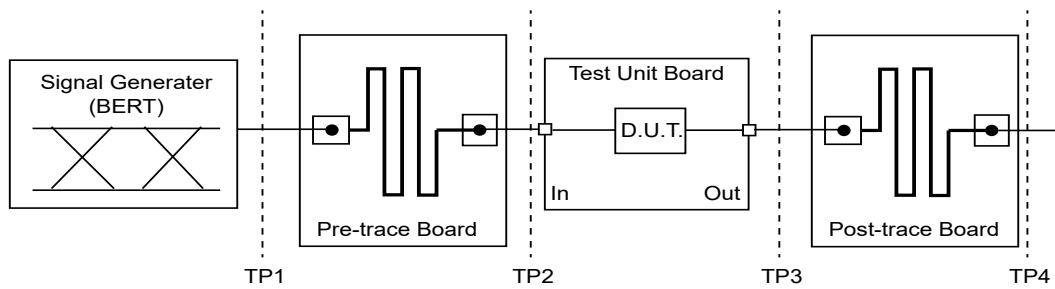 Signal Generater
(BERT)
Pre-trace Board
Test Unit Board
D.U.T.
In
Out
Post-trace Board
TP1
TP2
TP3
TP4